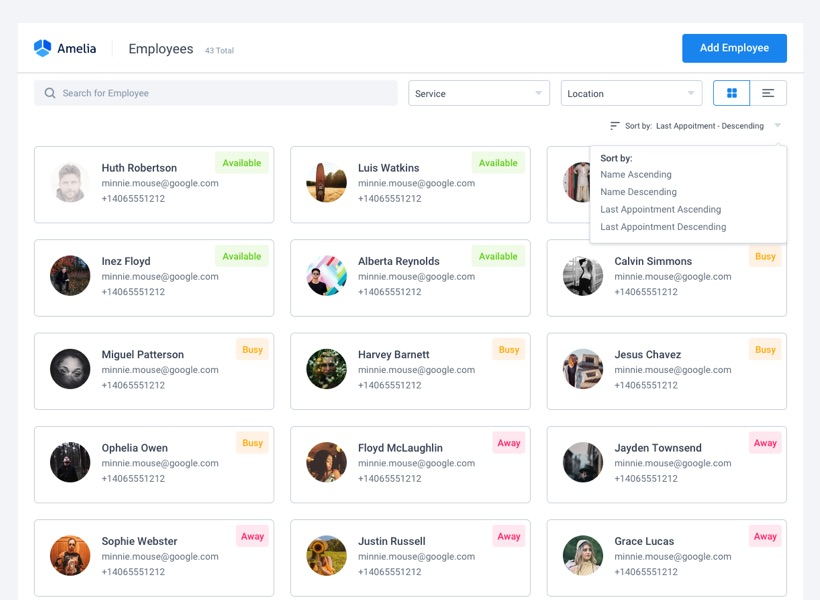 Amelia
Employees
43 Total
Add Employee
Search for Employee
Service
Location
Sort by: Last Appoitment - Descending
Sort by:
Name Ascending
Name Descending
Last Appointment Ascending
Last Appointment Descending
Huth Robertson
Available
minnie.mouse@google.com
+14065551212
Luis Watkins
Available
minnie.mouse@google.com
+14065551212
Inez Floyd
Available
minnie.mouse@google.com
+14065551212
Alberta Reynolds
Available
minnie.mouse@google.com
+14065551212
Calvin Simmons
Busy
minnie.mouse@google.com
+14065551212
Miguel Patterson
Busy
minnie.mouse@google.com
+14065551212
Harvey Barnett
Busy
minnie.mouse@google.com
+14065551212
Jesus Chavez
Busy
minnie.mouse@google.com
+14065551212
Ophelia Owen
Busy
minnie.mouse@google.com
+14065551212
Floyd McLaughlin
Away
minnie.mouse@google.com
+14065551212
Jayden Townsend
Away
minnie.mouse@google.com
+14065551212
Sophie Webster
Away
minnie.mouse@google.com
+14065551212
Justin Russell
Away
minnie.mouse@google.com
+14065551212
Grace Lucas
Away
minnie.mouse@google.com
+14065551212